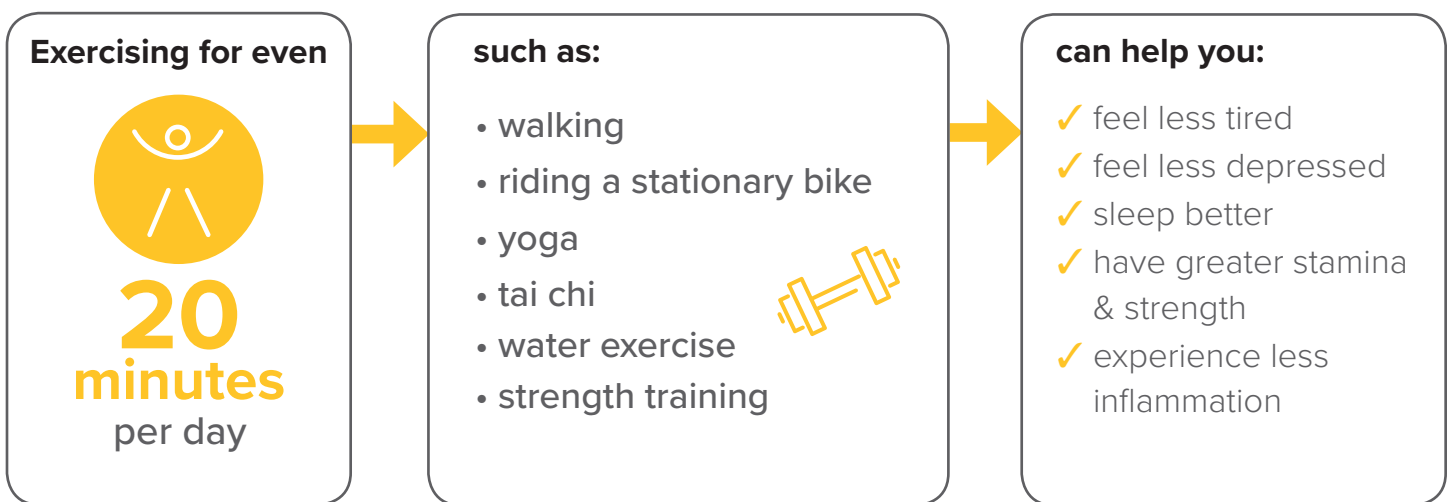 Exercising for even
20
minutes
per day
such as:
• walking
• riding a stationary bike
• yoga
• tai chi
• water exercise
• strength training
can help you:
✓ feel less tired
✓ feel less depressed
✓ sleep better
✓ have greater stamina
& strength
✓ experience less
inflammation